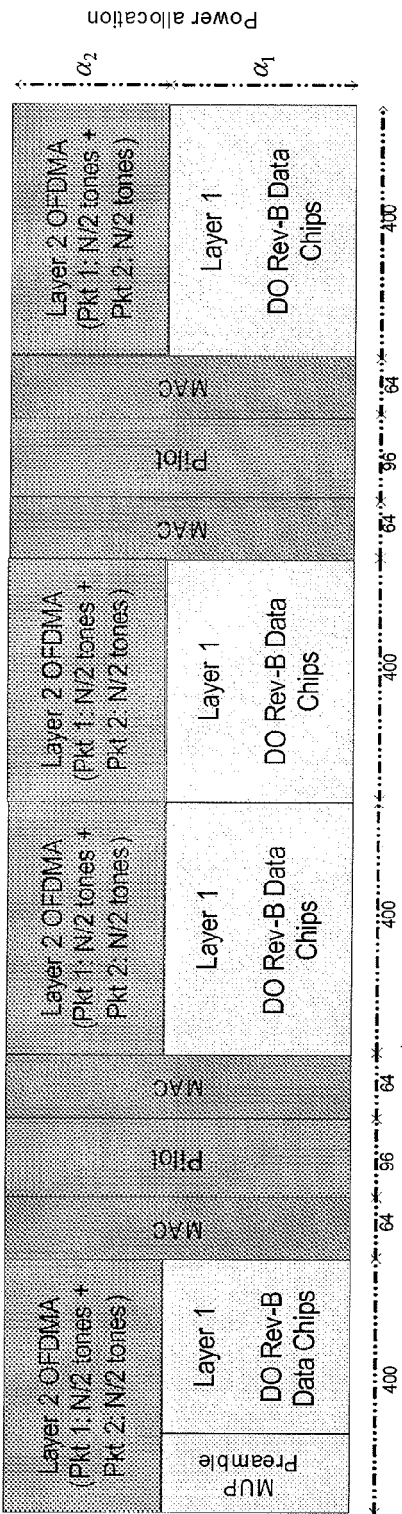 Layer 2 OFDMA
(Pkt 1: N/2 tones +
Pkt 2: N/2 tones)
MUP
Preamble
Layer 1
DO Rev-B
Data Chips
MAC
Pilot
MAC
Layer 2 OFDMA
(Pkt 1: N/2 tones +
Pkt 2: N/2 tones)
Layer 1
DO Rev-B Data
Chips
Layer 2 OFDMA
(Pkt 1: N/2 tones +
Pkt 2: N/2 tones)
Layer 1
DO Rev-B Data
Chips
MAC
Pilot
MAC
Layer 2 OFDMA
(Pkt 1: N/2 tones +
Pkt 2: N/2 tones)
Layer 1
DO Rev-B Data
Chips
α2
α1
Power allocation
400
64
96
64
400
400
64
96
64
400